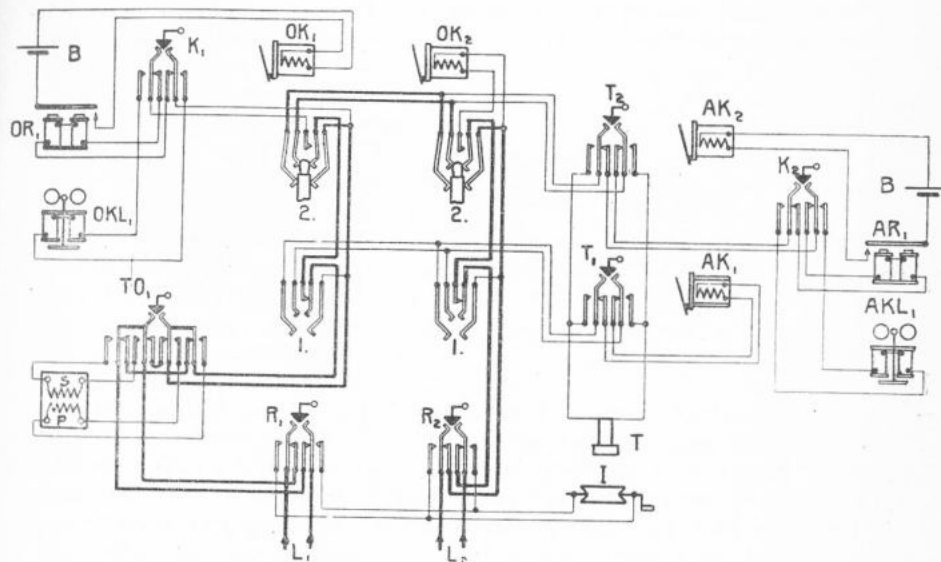 OK₁
OK₂
K₁
B
OR₁
OKL₁
TO₁
T₂
AK₂
K₂
B
AR₁
AKL₁
2.
2.
T₁
AK₁
1.
1.
S
P
R₁
R₂
T
I
L₁
L₂